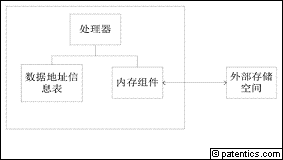 处理器
数据地址信
息表
内存组件
外部存储
空间
© patentics.com